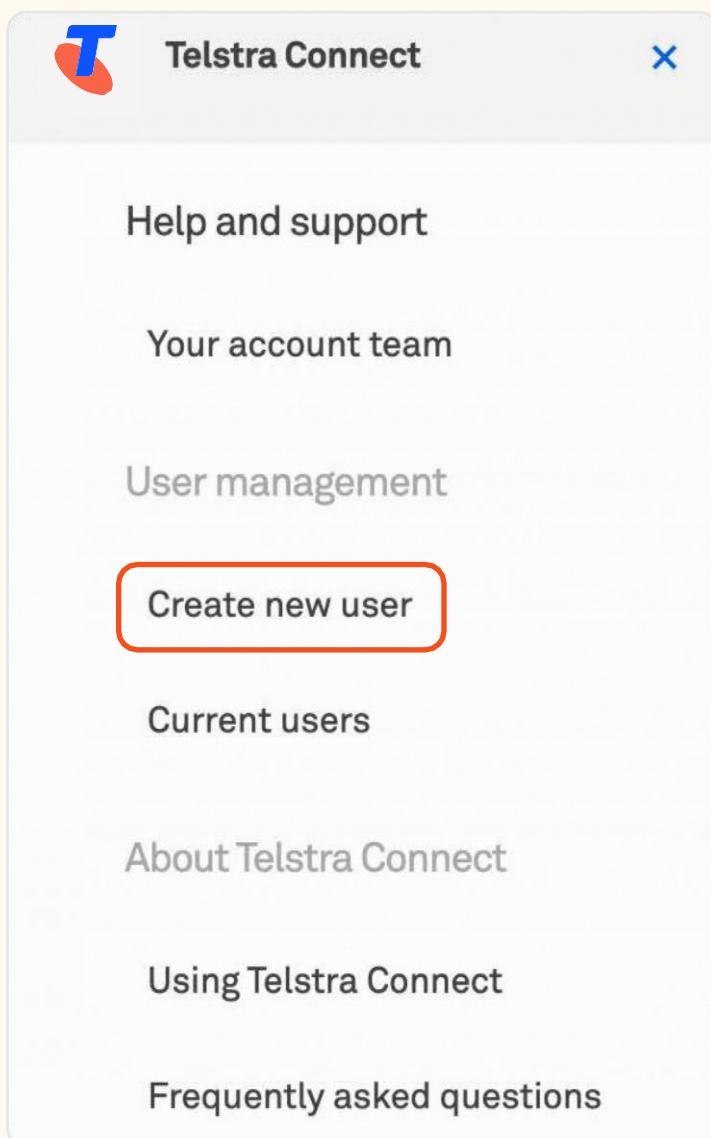 Telstra Connect
Help and support
Your account team
User management
Create new user
Current users
About Telstra Connect
Using Telstra Connect
Frequently asked questions